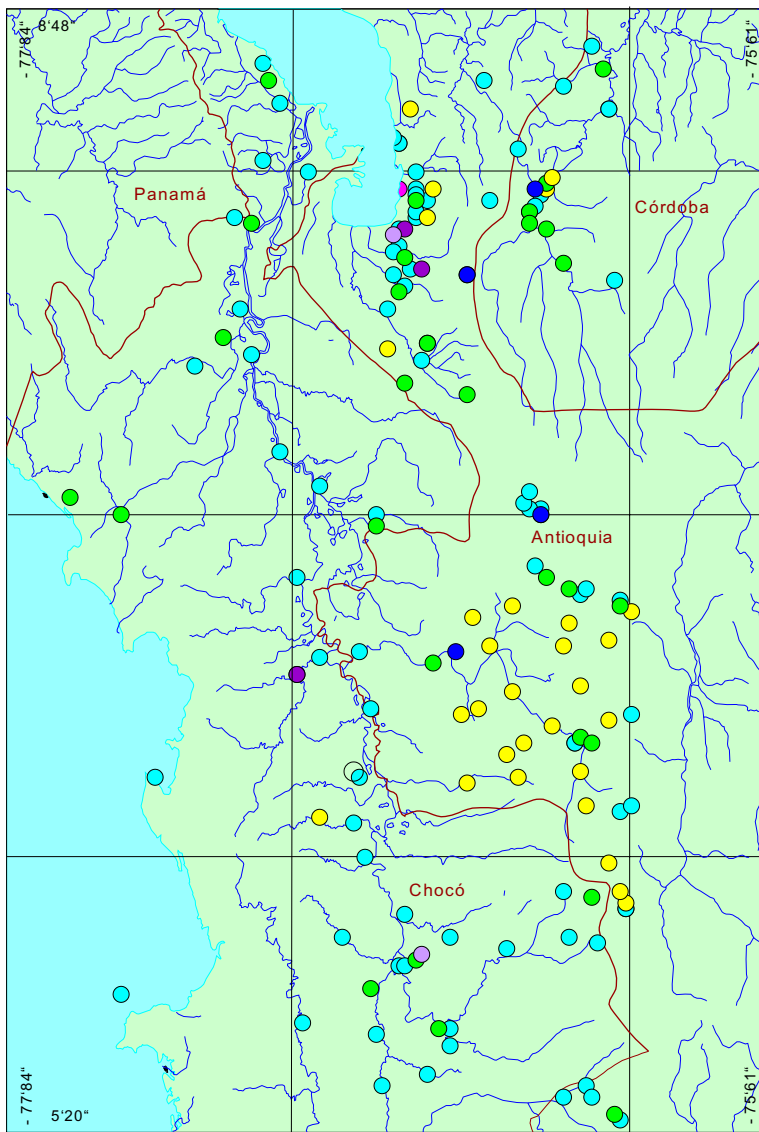 8'48“
- 77'84“
- 75'61“
Panamá
Córdoba
Antioquia
Chocó
- 77'84“
5'20“
- 75'61“